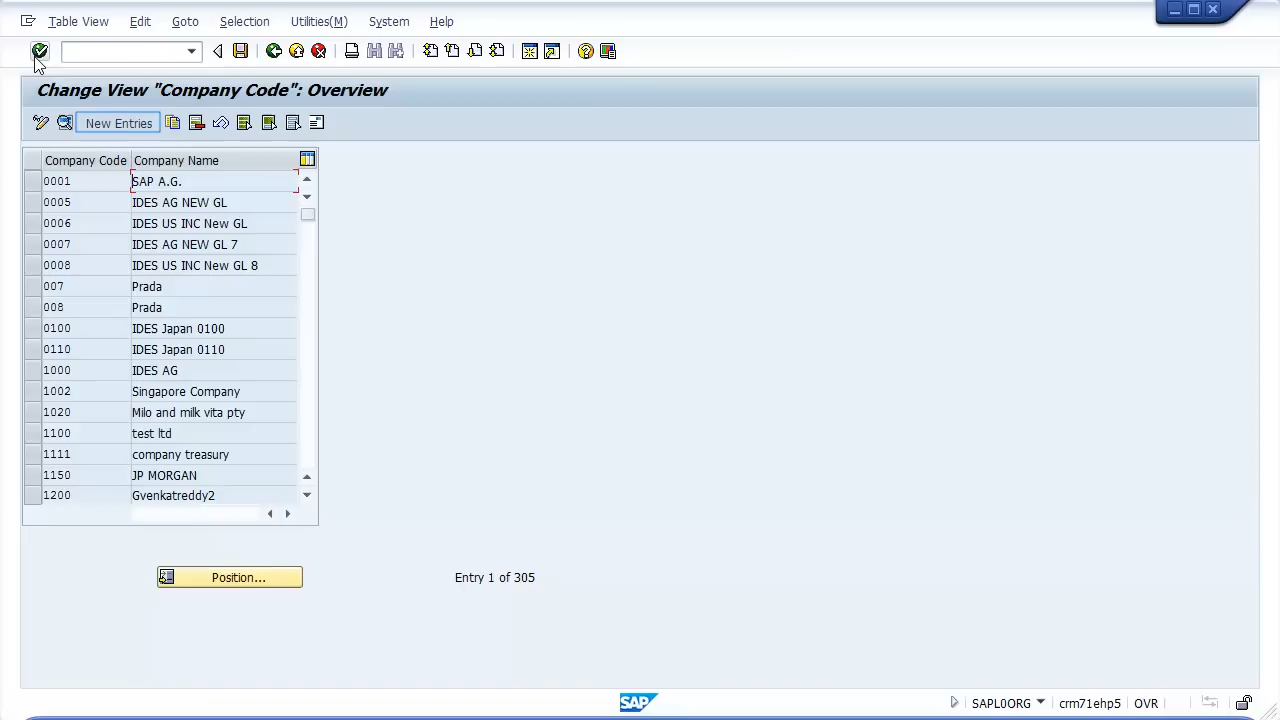 Table View Edit Goto Selection Utilities(M) System Help
Change View "Company Code": Overview
New Entries
Company Code Company Name
0001 SAP A.G.
0005 IDES AG NEW GL
0006 IDES US INC New GL
0007 IDES AG NEW GL 7
0008 IDES US INC New GL 8
007 Prada
008 Prada
0100 IDES Japan 0100
0110 IDES Japan 0110
1000 IDES AG
1002 Singapore Company
1020 Milo and milk vita pty
1100 test ltd
1111 company treasury
1150 JP MORGAN
1200 Gvenkatreddy2
Position... Entry 1 of 305
SAP SAPL0ORG cmh71ehp5 OVR